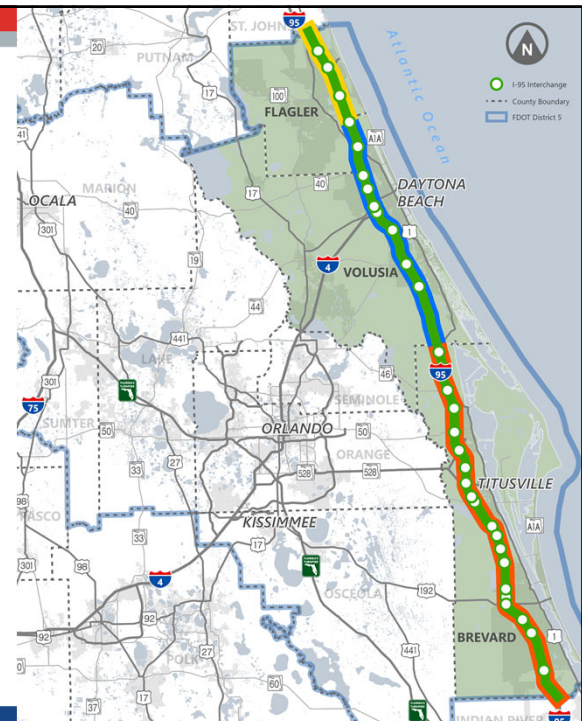 95
ST. JOHN
20
PUTNAM
17
Atlantic Ocean
N
I-95 Interchange
County Boundary
FDOT District 5
100
FLAGLER
A1A
41
MARION
OCALA
40
301
17
40
DAYTONA
BEACH
1
19
4
VOLUSIA
44
441
LAKE
46
95
301
75
SUMTER
50
SEMINOLE
ORLANDO
50
ORANGE
33
27
528
528
TITUSVILLE
98
PASCO
KISSIMMEE
A1A
33
17
301
98
4
OSCEOLA
192
92
92
BREVARD
1
POLK
27
441
60
17
37
INDIAN RIVER
95